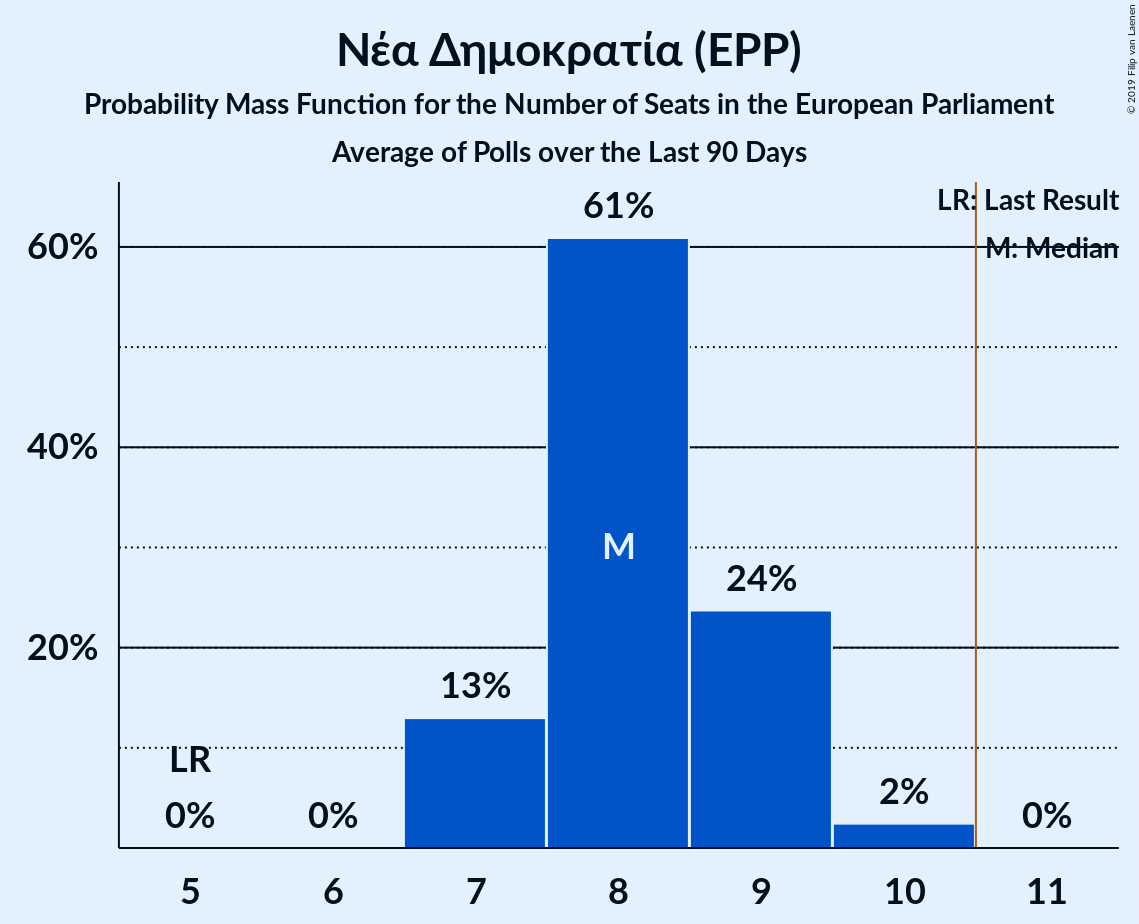 Νέα Δημοκρατία (EPP)
Probability Mass Function for the Number of Seats in the European Parliament
Average of Polls over the Last 90 Days
© 2019 Filip van Laenen
LR: Last Result
M: Median
61%
60%
40%
M
24%
20%
13%
LR
2%
0%
0%
0%
5
6
7
8
9
10
11